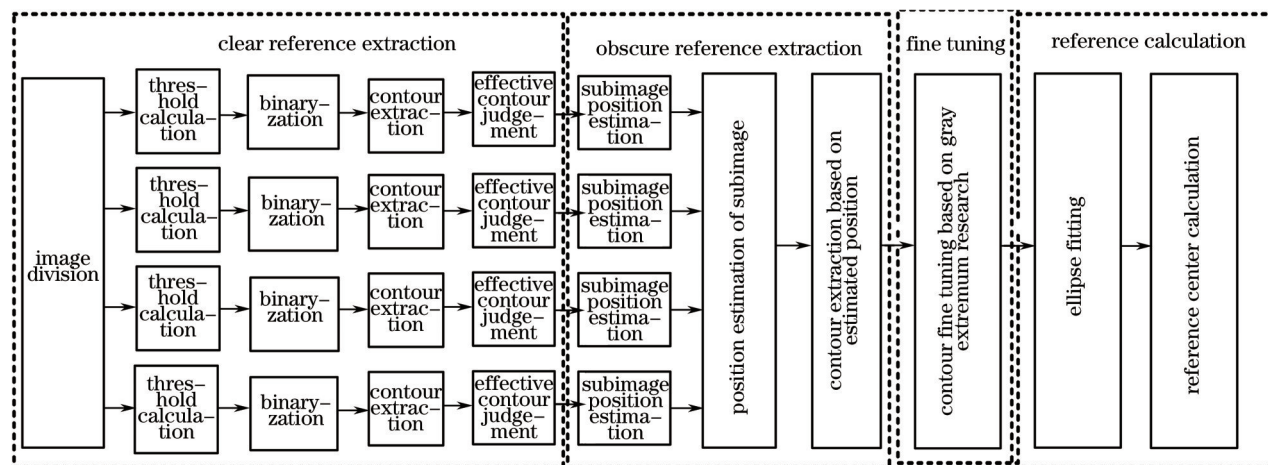 clear reference extraction
obscure reference extraction
fine tuning
reference calculation
image
division
thres-
hold
calcula-
tion
binary-
zation
contour
extrac-
tion
effective
contour
judge-
ment
subimage
position
estima-
tion
thres-
hold
calcula-
tion
binary-
zation
contour
extrac-
tion
effective
contour
judge-
ment
subimage
position
estima-
tion
thres-
hold
calcula-
tion
binary-
zation
contour
extrac-
tion
effective
contour
judge-
ment
subimage
position
estima-
tion
thres-
hold
calcula-
tion
binary-
zation
contour
extrac-
tion
effective
contour
judge-
ment
subimage
position
estima-
tion
position estimation of subimage
contour extraction based on
estimated position
contour fine tuning based on gray
extremum research
ellipse fitting
reference center calculation